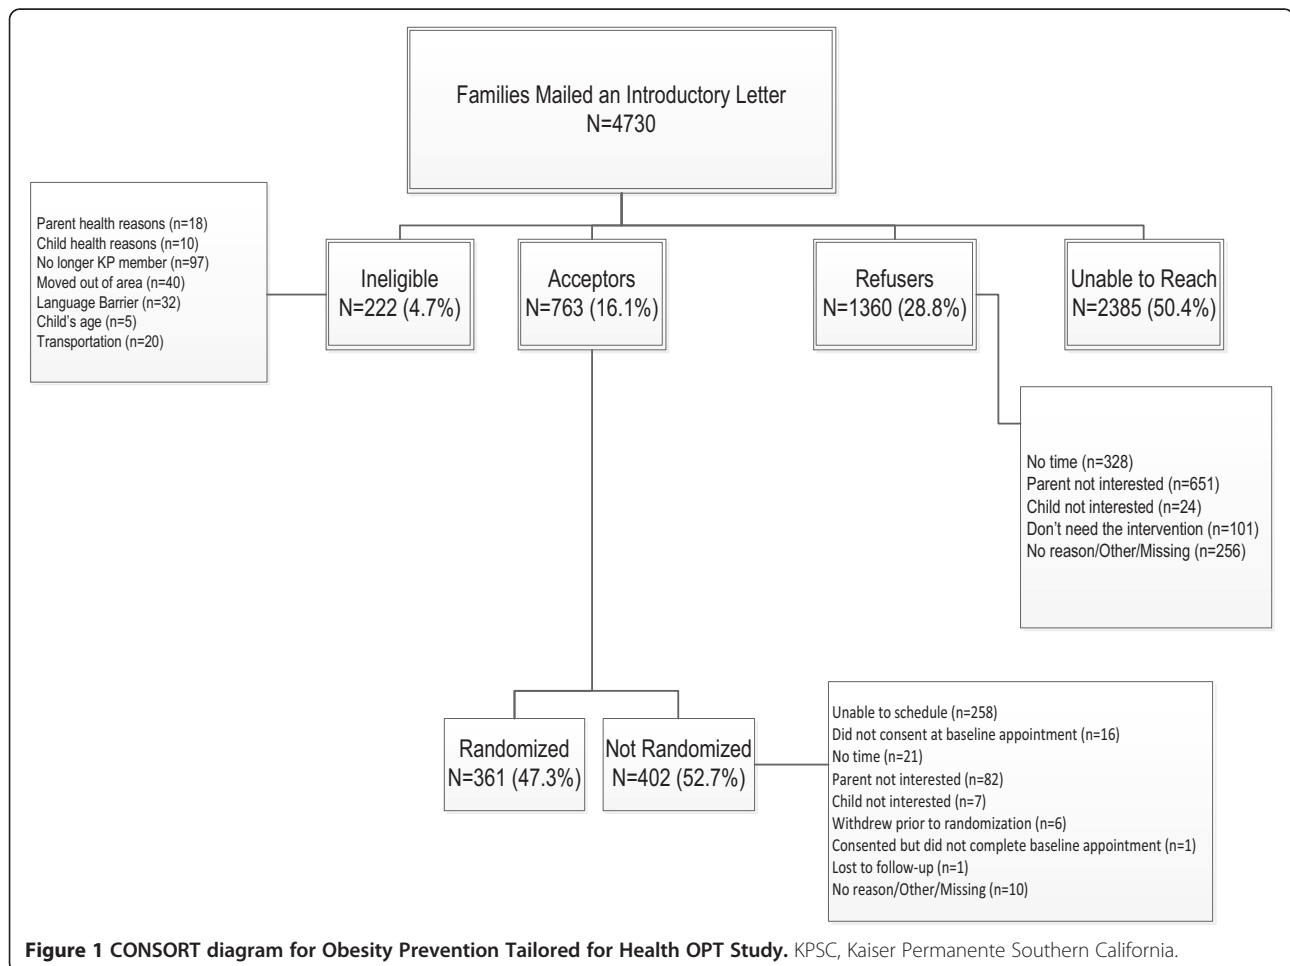 Families Mailed an Introductory Letter
N=4730
Parent health reasons (n=18)
Child health reasons (n=10)
No longer KP member (n=97)
Moved out of area (n=40)
Language Barrier (n=32)
Child's age (n=5)
Transportation (n=20)
Ineligible
N=222 (4.7%)
Acceptors
N=763 (16.1%)
Refusers
N=1360 (28.8%)
Unable to Reach
N=2385 (50.4%)
No time (n=328)
Parent not interested (n=651)
Child not interested (n=24)
Don't need the intervention (n=101)
No reason/Other/Missing (n=256)
Randomized
N=361 (47.3%)
Not Randomized
N=402 (52.7%)
Unable to schedule (n=258)
Did not consent at baseline appointment (n=16)
No time (n=21)
Parent not interested (n=82)
Child not interested (n=7)
Withdrew prior to randomization (n=6)
Consented but did not complete baseline appointment (n=1)
Lost to follow-up (n=1)
No reason/Other/Missing (n=10)
Figure 1 CONSORT diagram for Obesity Prevention Tailored for Health OPT Study. KPSC, Kaiser Permanente Southern California.